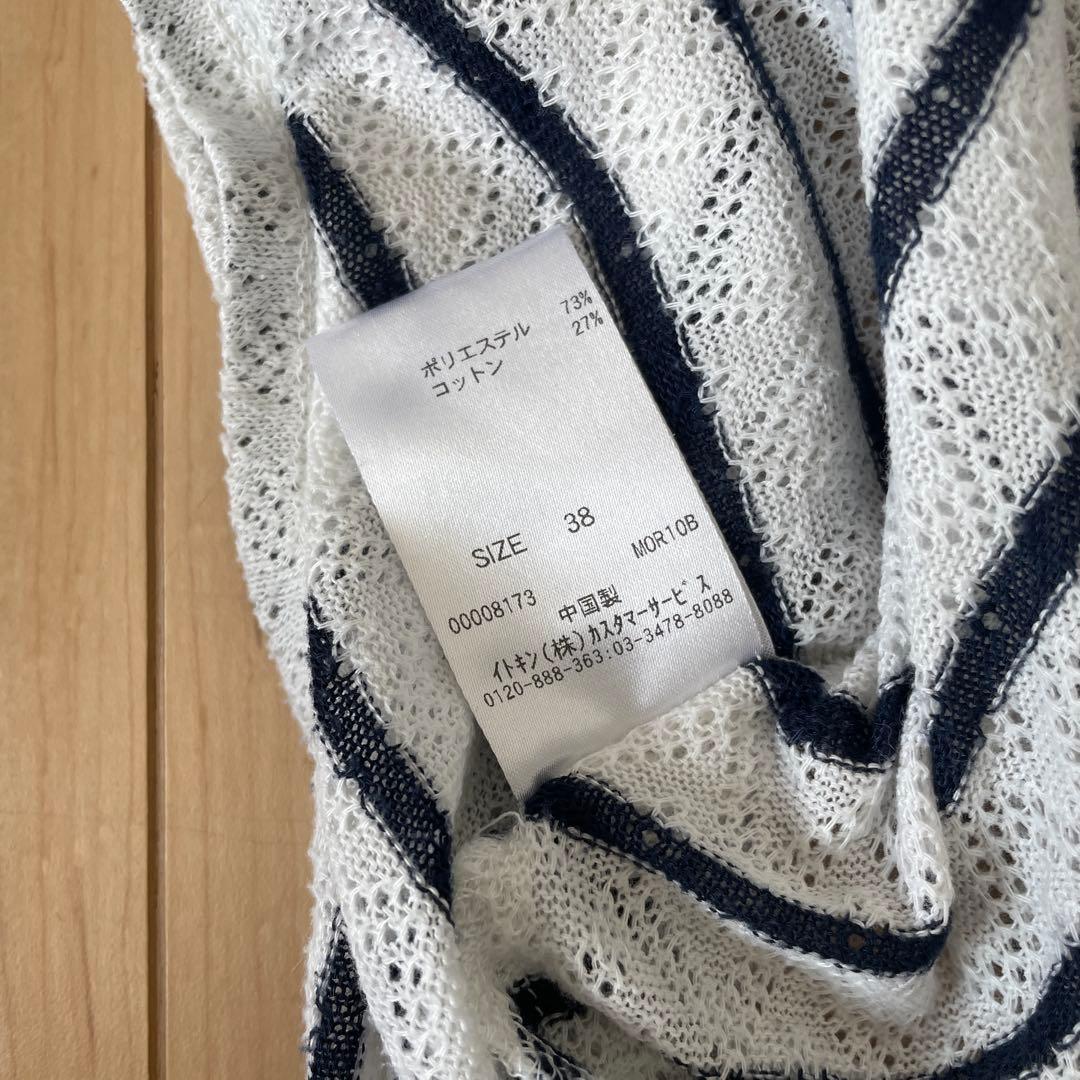 ポリエステル 73%
コットン 27%
SIZE 38
00008173 MOR10B
中国製
イトキン(株)カスタマーサービス
0120-888-363:03-3478-8088